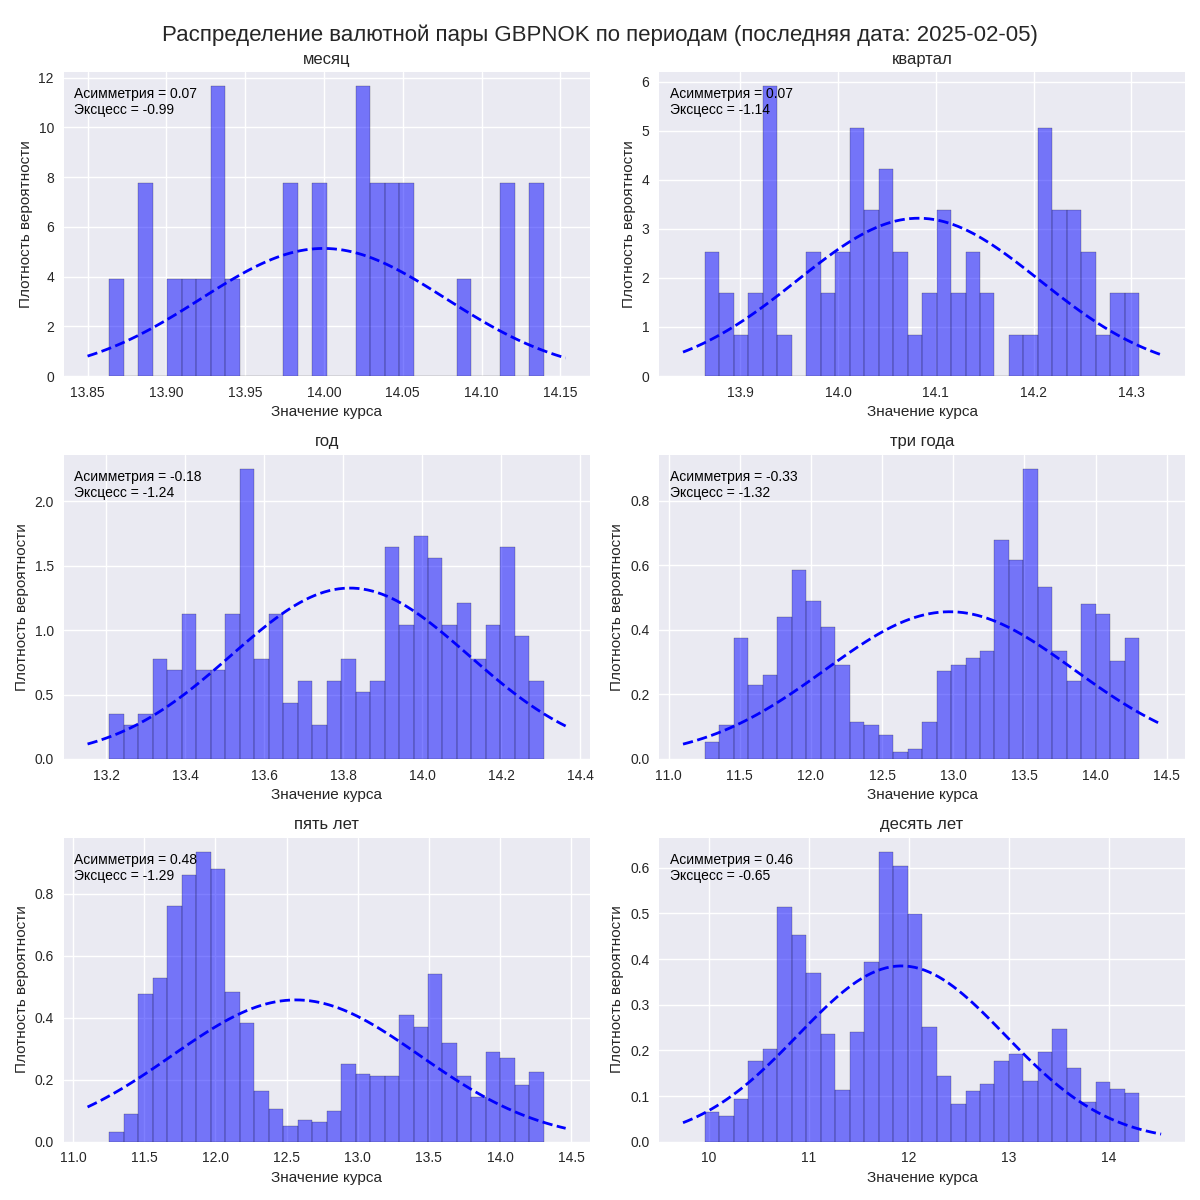 Распределение валютной пары GBPNOK по периодам (последняя дата: 2025-02-05)
месяц
Асимметрия = 0.07
Эксцесс = -0.99
Плотность вероятности
12
10
8
6
4
2
0
13.85 13.90 13.95 14.00 14.05 14.10 14.15
Значение курса
квартал
Асимметрия = 0.07
Эксцесс = -1.14
Плотность вероятности
6
5
4
3
2
1
0
13.9 14.0 14.1 14.2 14.3
Значение курса
год
Асимметрия = -0.18
Эксцесс = -1.24
Плотность вероятности
2.0
1.5
1.0
0.5
0.0
13.2 13.4 13.6 13.8 14.0 14.2 14.4
Значение курса
три года
Асимметрия = -0.33
Эксцесс = -1.32
Плотность вероятности
0.8
0.6
0.4
0.2
0.0
11.0 11.5 12.0 12.5 13.0 13.5 14.0 14.5
Значение курса
пять лет
Асимметрия = 0.48
Эксцесс = -1.29
Плотность вероятности
0.8
0.6
0.4
0.2
0.0
11.0 11.5 12.0 12.5 13.0 13.5 14.0 14.5
Значение курса
десять лет
Асимметрия = 0.46
Эксцесс = -0.65
Плотность вероятности
0.6
0.5
0.4
0.3
0.2
0.1
0.0
10 11 12 13 14
Значение курса